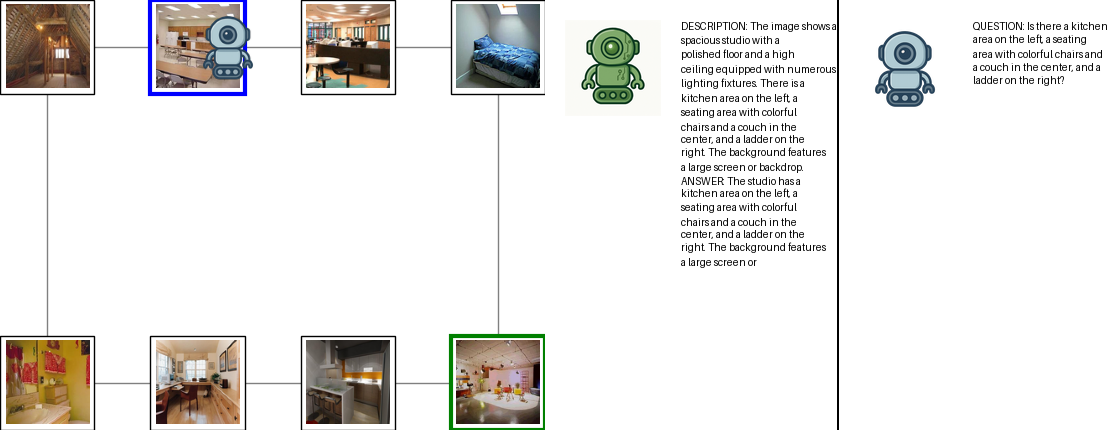 DESCRIPTION: The image shows a
spacious studio with a
polished floor and a high
ceiling equipped with numerous
lighting fixtures. There is a
kitchen area on the left, a
seating area with colorful
chairs and a couch in the
center, and a ladder on the
right. The background features
a large screen or backdrop.
ANSWER: The studio has a
kitchen area on the left, a
seating area with colorful
chairs and a couch in the
center, and a ladder on the
right. The background features
a large screen or
QUESTION: Is there a kitchen
area on the left, a seating
area with colorful chairs and
a couch in the center, and a
ladder on the right?